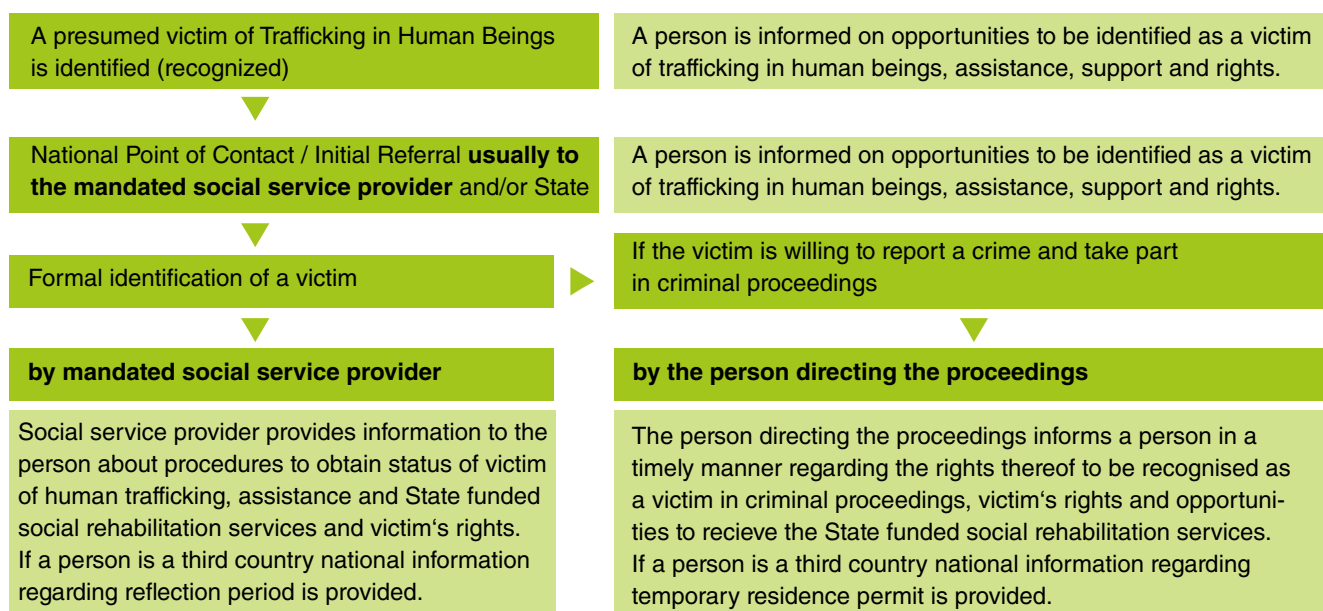 A presumed victim of Trafficking in Human Beings
is identified (recognized)
A person is informed on opportunities to be identified as a victim
of trafficking in human beings, assistance, support and rights.
National Point of Contact / Initial Referral usually to
the mandated social service provider and/or State
A person is informed on opportunities to be identified as a victim
of trafficking in human beings, assistance, support and rights.
Formal identification of a victim
If the victim is willing to report a crime and take part
in criminal proceedings
by mandated social service provider
Social service provider provides information to the
person about procedures to obtain status of victim
of human trafficking, assistance and State funded
social rehabilitation services and victim‘s rights.
If a person is a third country national information
regarding reflection period is provided.
by the person directing the proceedings
The person directing the proceedings informs a person in a
timely manner regarding the rights thereof to be recognised as
a victim in criminal proceedings, victim‘s rights and opportuni-
ties to recieve the State funded social rehabilitation services.
If a person is a third country national information regarding
temporary residence permit is provided.